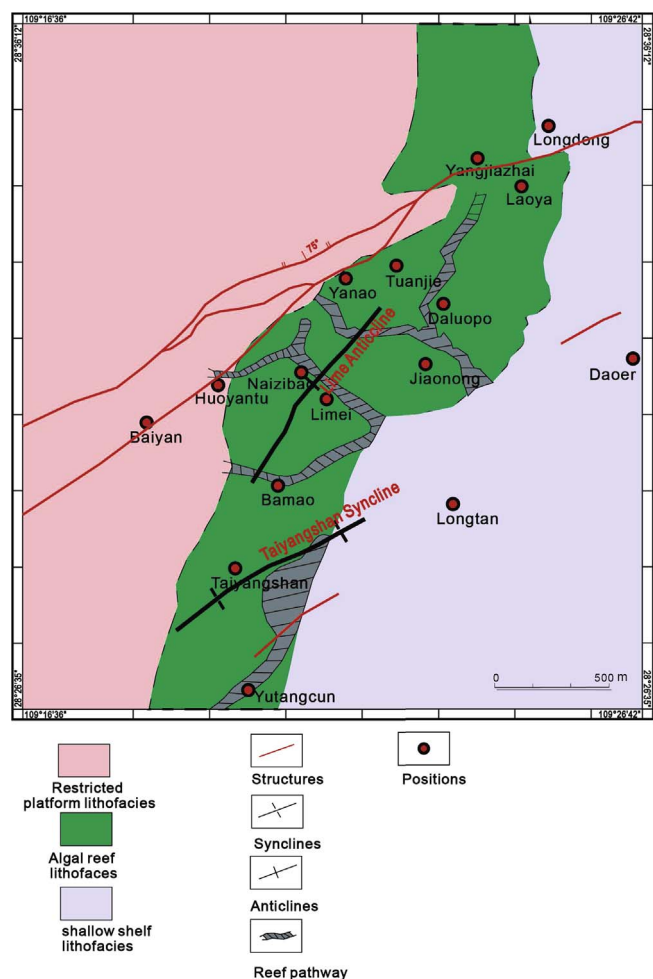 109°16'36"
109°26'42"
28°36'12"
28°36'12"
Longdong
Yangjiazhai
Laoya
75°
Tuanjie
Yanao
Daluopo
Lime Anticcline
Naizibao
Jiaonong
Daoer
Huoyantu
Limei
Baiyan
Bamao
Taiyangshan Syncline
Longtan
Taiyangshan
0 500 m
Yutangcun
28°26'35"
28°26'35"
109°16'36"
109°26'42"
Restricted
platform lithofacies
Algal reef
lithofaces
shallow shelf
lithofacies
Structures
Synclines
Anticlines
Reef pathway
Positions